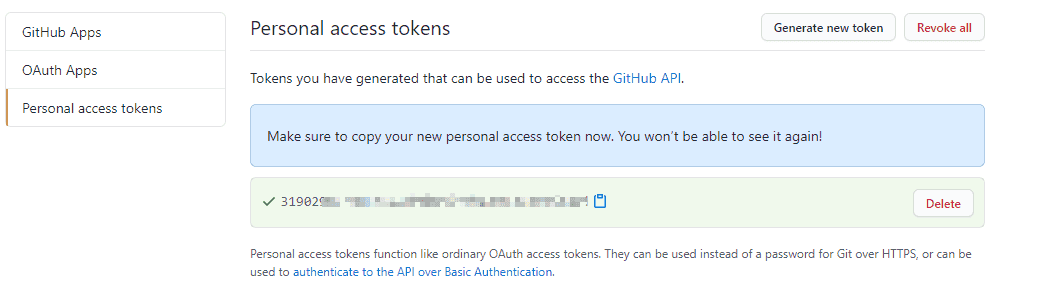 GitHub Apps
OAuth Apps
Personal access tokens
Personal access tokens
Generate new token
Revoke all
Tokens you have generated that can be used to access the GitHub API.
Make sure to copy your new personal access token now. You won't be able to see it again!
Delete
Personal access tokens function like ordinary OAuth access tokens. They can be used instead of a password for Git over HTTPS, or can be
used to authenticate to the API over Basic Authentication.